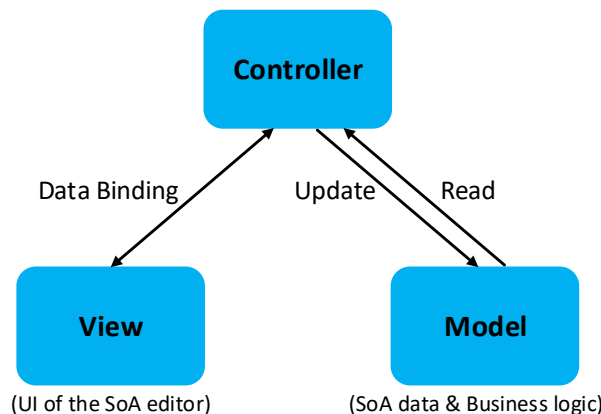 Controller
Data Binding
Update
Read
View
Model
(UI of the SoA editor)
(SoA data & Business logic)